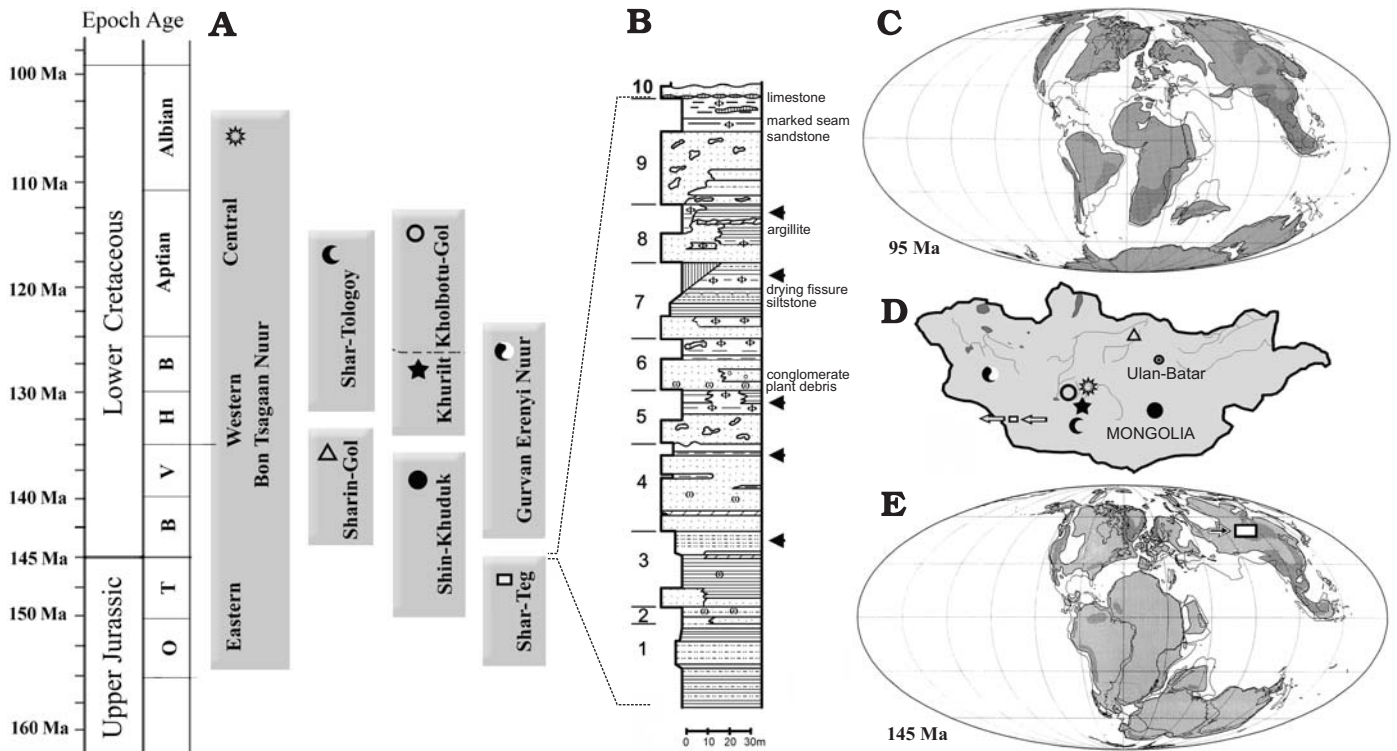 Epoch Age
A
100 Ma
110 Ma
120 Ma
130 Ma
140 Ma
145 Ma
150 Ma
160 Ma
Lower Cretaceous
Upper Jurassic
Albian
Aptian
B
H
V
B
T
O
Central
Western
Eastern
Bon Tsagaan Nuur
Shar-Tologoy
Sharin-Gol
Kholbotu-Gol
Khurilt
Shin-Khuduk
Gurvan Erenyi Nuur
Shar-Teg
B
10
9
8
7
6
5
4
3
2
1
limestone
marked seam
sandstone
argillite
drying fissure
siltstone
conglomerate
plant debris
0 10 20 30m
C
95 Ma
D
Ulan-Batar
MONGOLIA
E
145 Ma